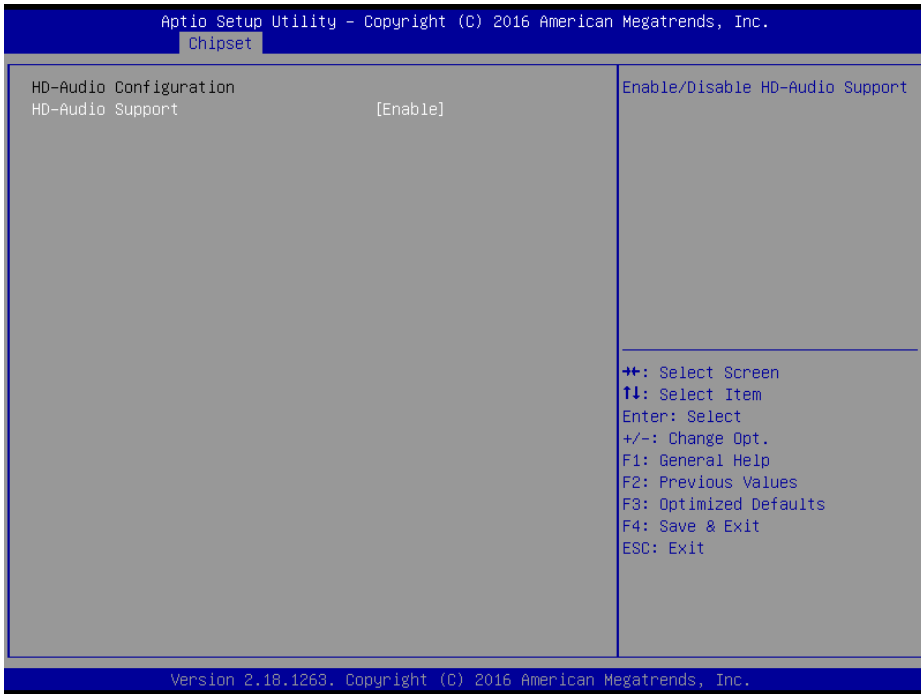 Aptio Setup Utility – Copyright (C) 2016 American Megatrends, Inc.
Chipset
HD-Audio Configuration
HD-Audio Support [Enable]
Enable/Disable HD-Audio Support
→←: Select Screen
↑↓: Select Item
Enter: Select
+/-: Change Opt.
F1: General Help
F2: Previous Values
F3: Optimized Defaults
F4: Save & Exit
ESC: Exit
Version 2.18.1263. Copyright (C) 2016 American Megatrends, Inc.